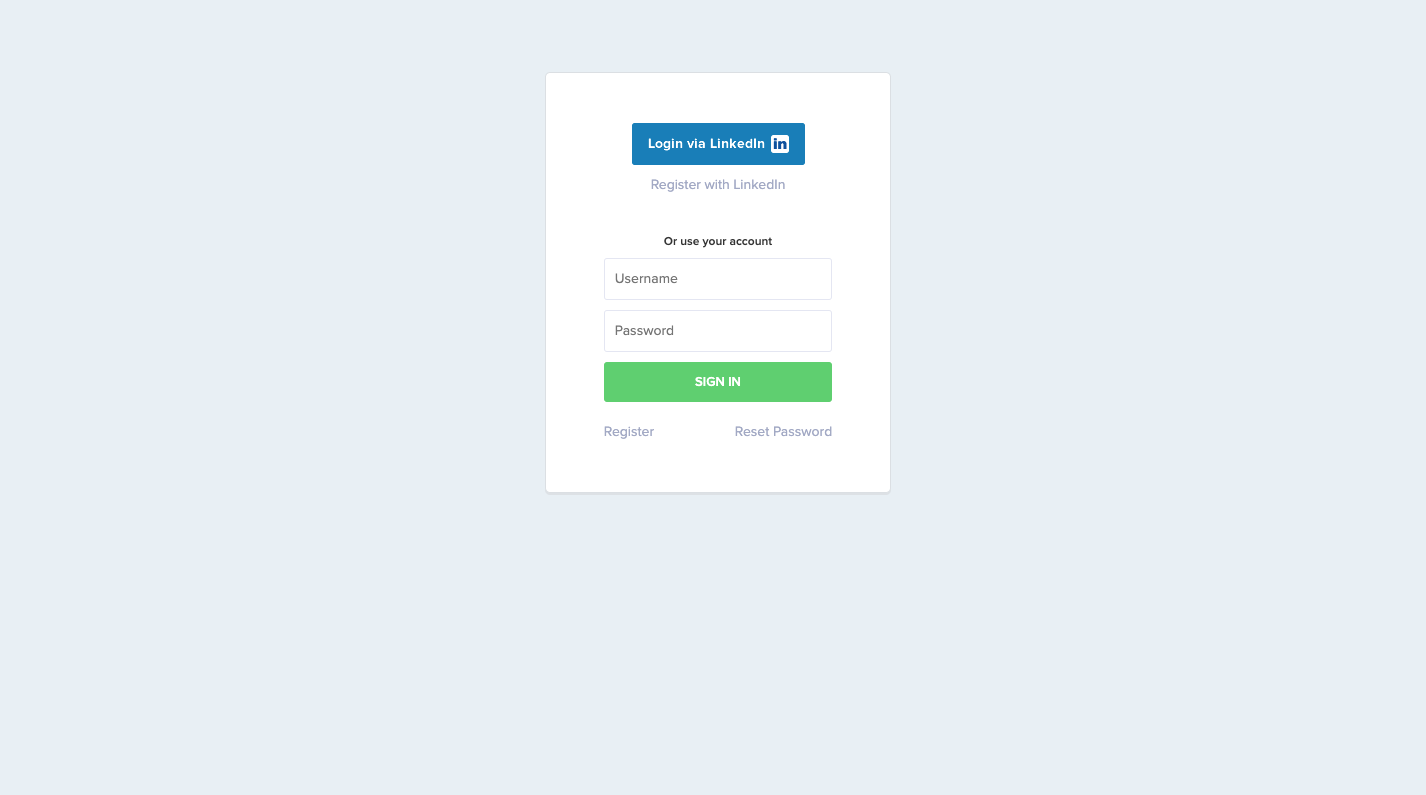 Login via LinkedIn in
Register with LinkedIn
Or use your account
Username
Password
SIGN IN
Register Reset Password